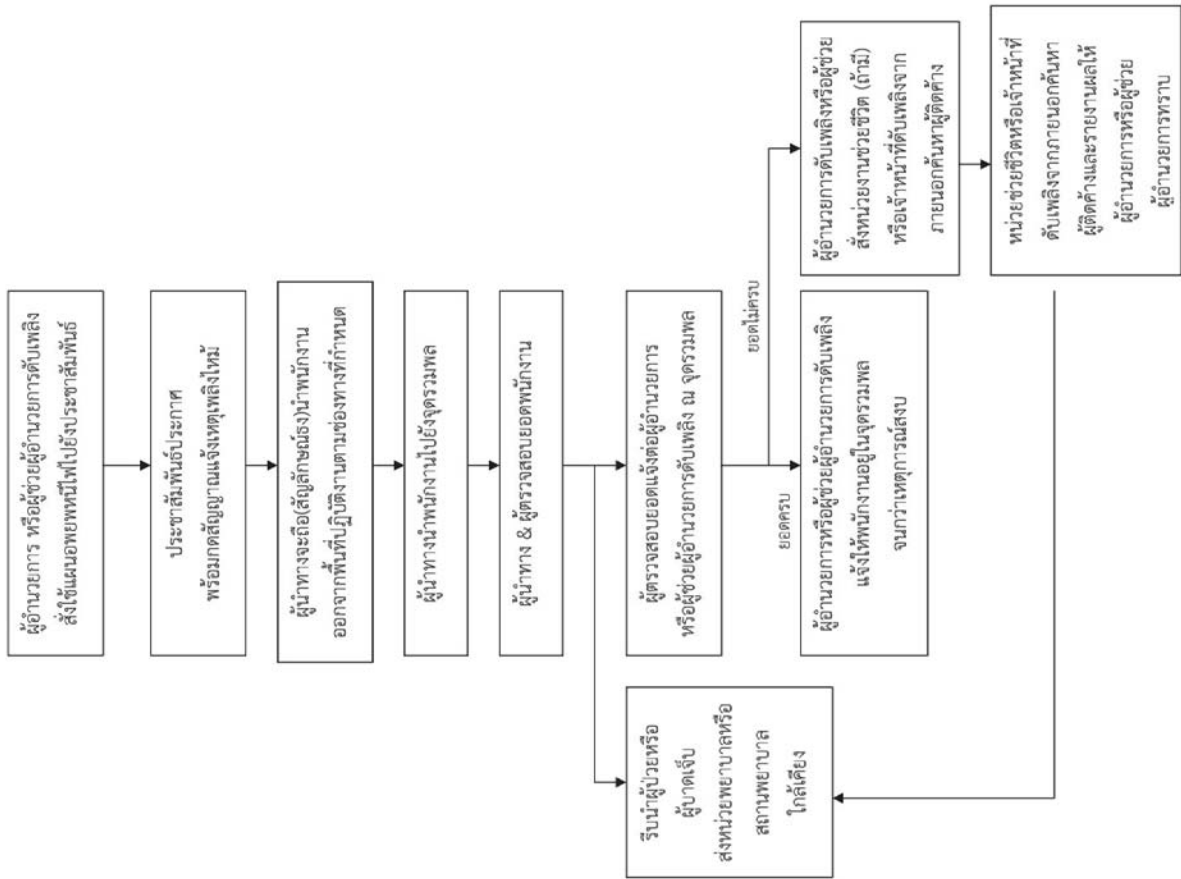 ผู้อำนวยการ หรือผู้ช่วยผู้อำนวยการดับเพลิง
สั่งใช้แผนอพยพหนีไฟไปยังประชาสัมพันธ์
ประชาสัมพันธ์ประกาศ
พร้อมกดสัญญาณแจ้งเหตุเพลิงไหม้
ผู้นำทางจะถือ(สัญลักษณ์ธง)นำพนักงาน
ออกจากพื้นที่ปฏิบัติงานตามช่องทางที่กำหนด
ผู้นำทางนำพนักงานไปยังจุดรวมพล
ผู้นำทาง & ผู้ตรวจสอบยอดพนักงาน
รีบนำผู้ป่วยหรือ
ผู้บาดเจ็บ
ส่งหน่วยพยาบาลหรือ
สถานพยาบาล
ใกล้เคียง
ผู้ตรวจสอบยอดแจ้งต่อผู้อำนวยการ
หรือผู้ช่วยผู้อำนวยการดับเพลิง ณ จุดรวมพล
ยอดครบ
ยอดไม่ครบ
ผู้อำนวยการหรือผู้ช่วยผู้อำนวยการดับเพลิง
แจ้งให้พนักงานอยู่ในจุดรวมพล
จนกว่าเหตุการณ์สงบ
ผู้อำนวยการดับเพลิงหรือผู้ช่วย
สั่งหน่วยงานช่วยชีวิต (ถ้ามี)
หรือเจ้าหน้าที่ดับเพลิงจาก
ภายนอกค้นหาผู้ติดค้าง
หน่วยช่วยชีวิตหรือเจ้าหน้าที่
ดับเพลิงจากภายนอกค้นหา
ผู้ติดค้างและรายงานผลให้
ผู้อำนวยการหรือผู้ช่วย
ผู้อำนวยการทราบ